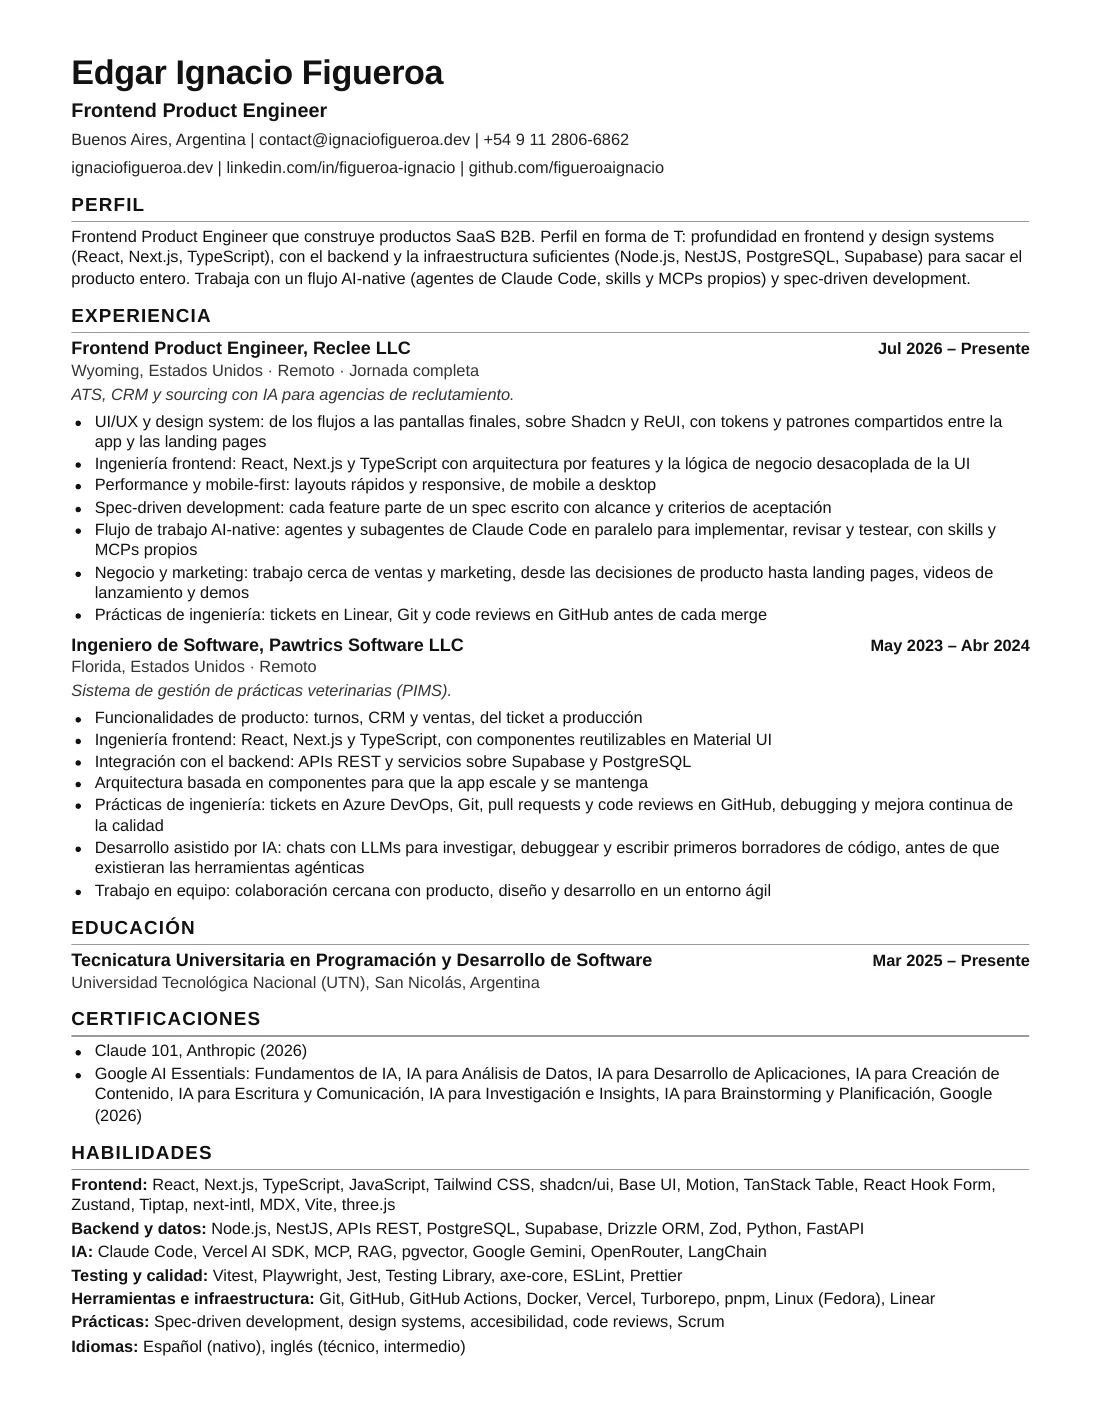 Edgar Ignacio Figueroa
Frontend Product Engineer
Buenos Aires, Argentina | contact@ignaciofigueroa.dev | +54 9 11 2806-6862
ignaciofigueroa.dev | linkedin.com/in/figueroa-ignacio | github.com/figueroaignacio
PERFIL
Frontend Product Engineer que construye productos SaaS B2B. Perfil en forma de T: profundidad en frontend y design systems
(React, Next.js, TypeScript), con el backend y la infraestructura suficientes (Node.js, NestJS, PostgreSQL, Supabase) para sacar el
producto entero. Trabaja con un flujo AI-native (agentes de Claude Code, skills y MCPs propios) y spec-driven development.
EXPERIENCIA
Frontend Product Engineer, Reclee LLC Jul 2026 – Presente
Wyoming, Estados Unidos · Remoto · Jornada completa
ATS, CRM y sourcing con IA para agencias de reclutamiento.
• UI/UX y design system: de los flujos a las pantallas finales, sobre Shadcn y ReUI, con tokens y patrones compartidos entre la
app y las landing pages
• Ingeniería frontend: React, Next.js y TypeScript con arquitectura por features y la lógica de negocio desacoplada de la UI
• Performance y mobile-first: layouts rápidos y responsive, de mobile a desktop
• Spec-driven development: cada feature parte de un spec escrito con alcance y criterios de aceptación
• Flujo de trabajo AI-native: agentes y subagentes de Claude Code en paralelo para implementar, revisar y testear, con skills y
MCPs propios
• Negocio y marketing: trabajo cerca de ventas y marketing, desde las decisiones de producto hasta landing pages, videos de
lanzamiento y demos
• Prácticas de ingeniería: tickets en Linear, Git y code reviews en GitHub antes de cada merge
Ingeniero de Software, Pawtrics Software LLC May 2023 – Abr 2024
Florida, Estados Unidos · Remoto
Sistema de gestión de prácticas veterinarias (PIMS).
• Funcionalidades de producto: turnos, CRM y ventas, del ticket a producción
• Ingeniería frontend: React, Next.js y TypeScript, con componentes reutilizables en Material UI
• Integración con el backend: APIs REST y servicios sobre Supabase y PostgreSQL
• Arquitectura basada en componentes para que la app escale y se mantenga
• Prácticas de ingeniería: tickets en Azure DevOps, Git, pull requests y code reviews en GitHub, debugging y mejora continua de
la calidad
• Desarrollo asistido por IA: chats con LLMs para investigar, debuggear y escribir primeros borradores de código, antes de que
existieran las herramientas agénticas
• Trabajo en equipo: colaboración cercana con producto, diseño y desarrollo en un entorno ágil
EDUCACIÓN
Tecnicatura Universitaria en Programación y Desarrollo de Software Mar 2025 – Presente
Universidad Tecnológica Nacional (UTN), San Nicolás, Argentina
CERTIFICACIONES
• Claude 101, Anthropic (2026)
• Google AI Essentials: Fundamentos de IA, IA para Análisis de Datos, IA para Desarrollo de Aplicaciones, IA para Creación de
Contenido, IA para Escritura y Comunicación, IA para Investigación e Insights, IA para Brainstorming y Planificación, Google
(2026)
HABILIDADES
Frontend: React, Next.js, TypeScript, JavaScript, Tailwind CSS, shadcn/ui, Base UI, Motion, TanStack Table, React Hook Form,
Zustand, Tiptap, next-intl, MDX, Vite, three.js
Backend y datos: Node.js, NestJS, APIs REST, PostgreSQL, Supabase, Drizzle ORM, Zod, Python, FastAPI
IA: Claude Code, Vercel AI SDK, MCP, RAG, pgvector, Google Gemini, OpenRouter, LangChain
Testing y calidad: Vitest, Playwright, Jest, Testing Library, axe-core, ESLint, Prettier
Herramientas e infraestructura: Git, GitHub, GitHub Actions, Docker, Vercel, Turborepo, pnpm, Linux (Fedora), Linear
Prácticas: Spec-driven development, design systems, accesibilidad, code reviews, Scrum
Idiomas: Español (nativo), inglés (técnico, intermedio)